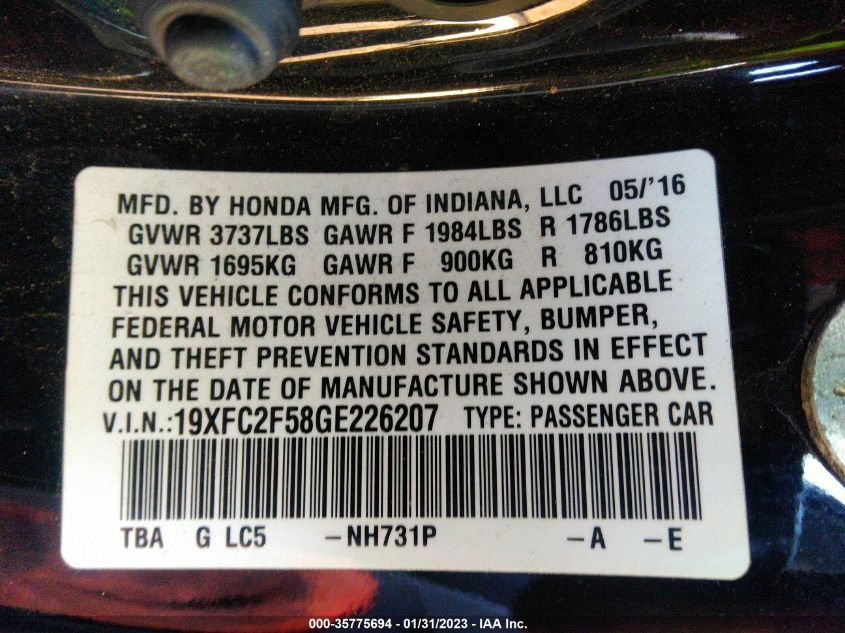 MFD. BY HONDA MFG. OF INDIANA, LLC 05/'16
GVWR 3737LBS GAWR F 1984LBS R 1786LBS
GVWR 1695KG GAWR F 900KG R 810KG
THIS VEHICLE CONFORMS TO ALL APPLICABLE
FEDERAL MOTOR VEHICLE SAFETY, BUMPER,
AND THEFT PREVENTION STANDARDS IN EFFECT
ON THE DATE OF MANUFACTURE SHOWN ABOVE.
V.I.N.:19XFC2F58GE226207 TYPE: PASSENGER CAR
TBA G LC5 -NH731P -A -E
000-35775694 - 01/31/2023 - IAA Inc.